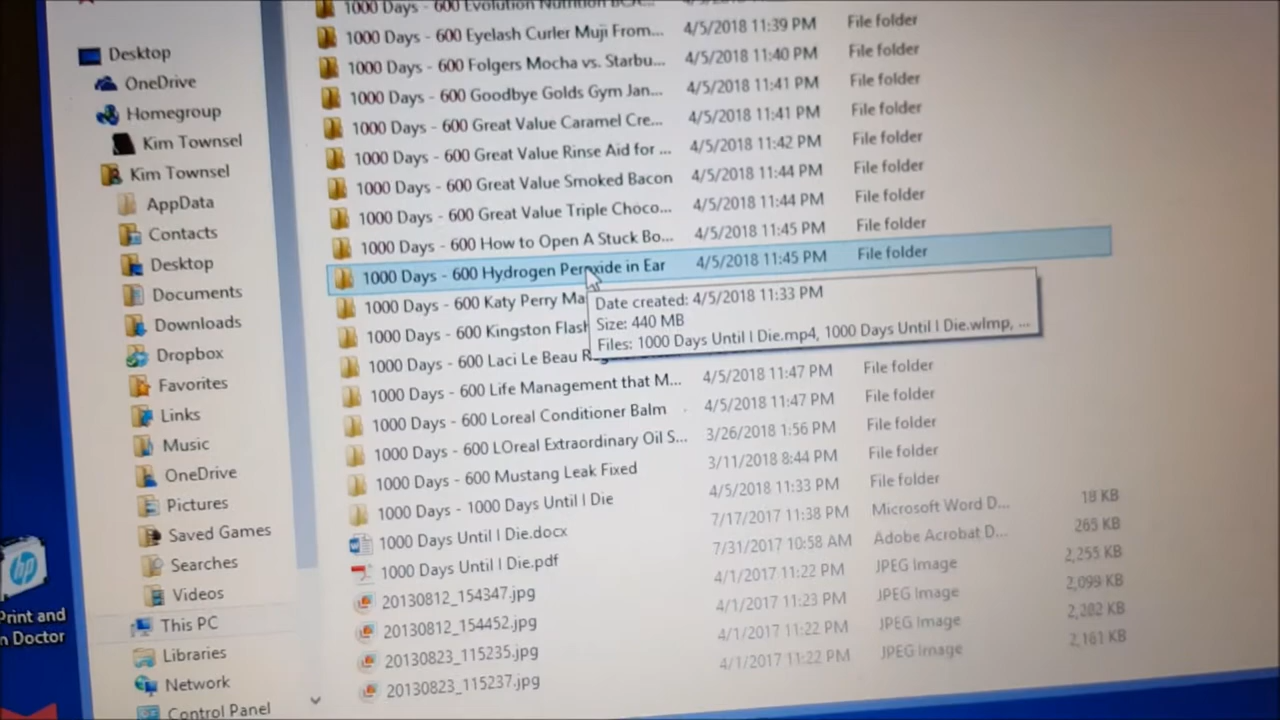 Desktop
OneDrive
Homegroup
Kim Townsel
Kim Townsel
AppData
Contacts
Desktop
Documents
Downloads
Dropbox
Favorites
Links
Music
OneDrive
Pictures
Saved Games
Searches
Videos
This PC
Libraries
Network
Control Panel
Print and
n Doctor
hp
1000 Days - 600 Evolution Nutrition
1000 Days - 600 Eyelash Curler Muji From... 4/5/2018 11:39 PM File folder
1000 Days - 600 Folgers Mocha vs. Starbu... 4/5/2018 11:40 PM File folder
1000 Days - 600 Goodbye Golds Gym Jan... 4/5/2018 11:41 PM File folder
1000 Days - 600 Great Value Caramel Cre... 4/5/2018 11:41 PM File folder
1000 Days - 600 Great Value Rinse Aid for ... 4/5/2018 11:42 PM File folder
1000 Days - 600 Great Value Smoked Bacon 4/5/2018 11:44 PM File folder
1000 Days - 600 Great Value Triple Choco... 4/5/2018 11:44 PM File folder
1000 Days - 600 How to Open A Stuck Bo... 4/5/2018 11:45 PM File folder
1000 Days - 600 Hydrogen Peroxide in Ear 4/5/2018 11:45 PM File folder
1000 Days - 600 Katy Perry Ma
1000 Days - 600 Kingston Flash
1000 Days - 600 Laci Le Beau
Date created: 4/5/2018 11:33 PM
Size: 440 MB
Files: 1000 Days Until I Die.mp4, 1000 Days Until I Die.wlmp, ...
1000 Days - 600 Life Management that M... 4/5/2018 11:47 PM File folder
1000 Days - 600 Loreal Conditioner Balm 4/5/2018 11:47 PM File folder
1000 Days - 600 LOreal Extraordinary Oil S... 3/26/2018 1:56 PM File folder
1000 Days - 600 Mustang Leak Fixed 3/11/2018 8:44 PM File folder
1000 Days - 1000 Days Until I Die 4/5/2018 11:33 PM File folder
1000 Days Until I Die.docx 7/17/2017 11:38 PM Microsoft Word D... 18 KB
1000 Days Until I Die.pdf 7/31/2017 10:58 AM Adobe Acrobat D... 265 KB
20130812_154347.jpg 4/1/2017 11:22 PM JPEG Image 2,255 KB
20130812_154452.jpg 4/1/2017 11:23 PM JPEG Image 2,099 KB
20130823_115235.jpg 4/1/2017 11:22 PM JPEG Image 2,202 KB
20130823_115237.jpg 4/1/2017 11:22 PM JPEG Image 2,161 KB